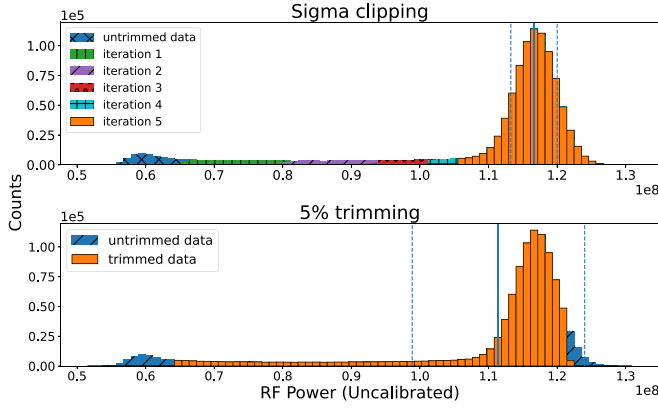 Sigma clipping
1e5
untrimmed data
iteration 1
iteration 2
iteration 3
iteration 4
iteration 5
1.00
0.75
0.50
0.25
0.00
0.5 0.6 0.7 0.8 0.9 1.0 1.1 1.2 1.3
1e8
Counts
5% trimming
1e5
untrimmed data
trimmed data
1.00
0.75
0.50
0.25
0.00
0.5 0.6 0.7 0.8 0.9 1.0 1.1 1.2 1.3
RF Power (Uncalibrated)
1e8